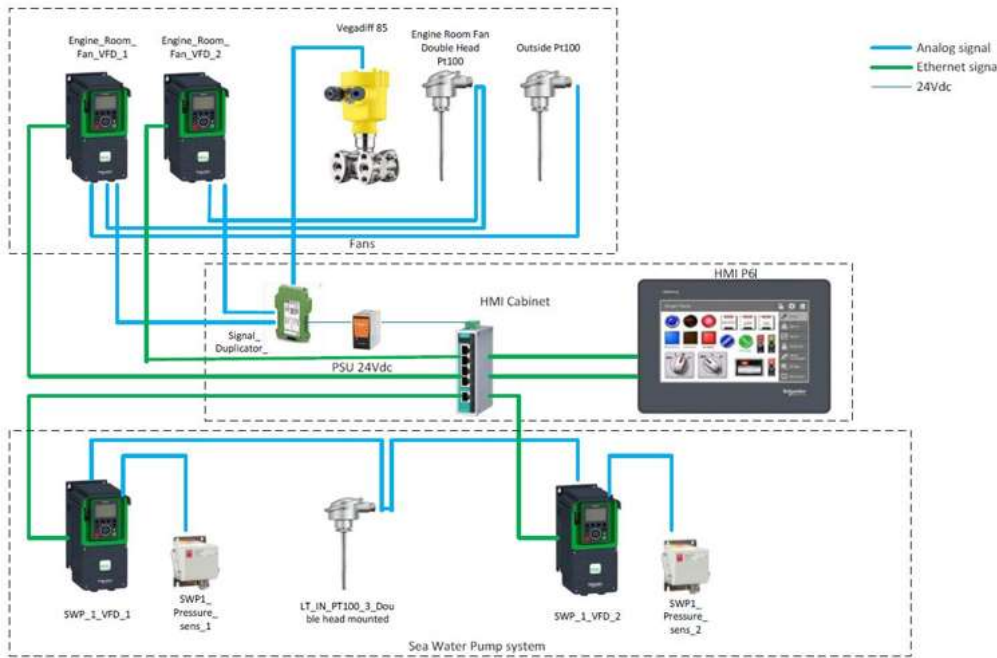 Engine_Room_
Fan_VFD_1
Engine_Room_
Fan_VFD_2
Vegadiff 85
Engine Room Fan
Double Head
Pt100
Outside Pt100
Analog signal
Ethernet signal
24Vdc
Fans
HMI P6l
HMI Cabinet
Signal_
Duplicator_
PSU 24Vdc
SWP_1_VFD_1
SWP1_
Pressure_
sens_1
LT_IN_PT100_3_Dou
ble head mounted
SWP_1_VFD_2
SWP1_
Pressure_
sens_2
Sea Water Pump system